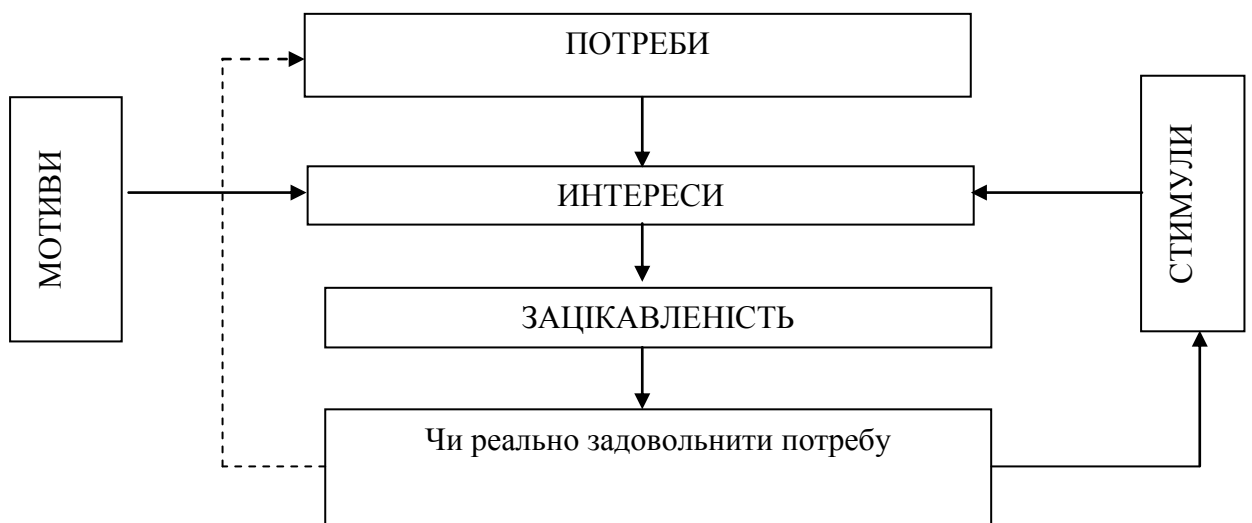 ПОТРЕБИ
МОТИВИ
ИНТЕРЕСИ
СТИМУЛИ
ЗАЦІКАВЛЕНІСТЬ
Чи реально задовольнити потребу